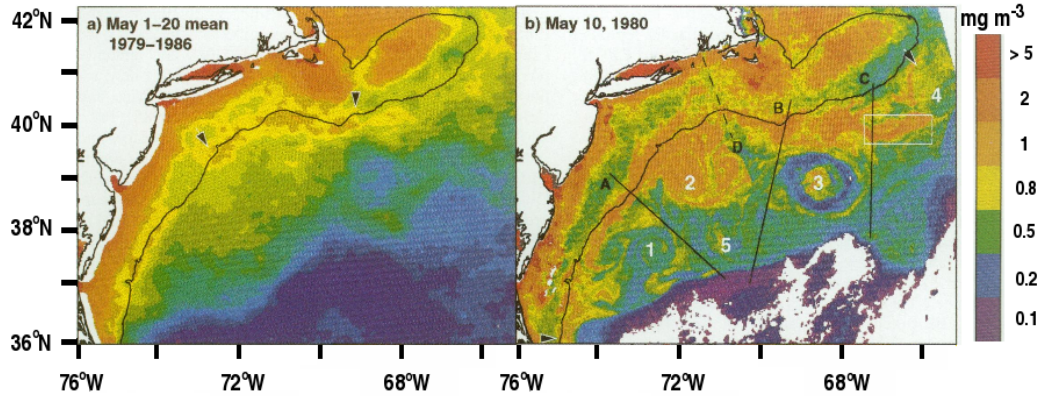 42°N
40°N
38°N
36°N
a) May 1–20 mean
1979–1986
b) May 10, 1980
A
B
C
D
1
2
3
4
5
76°W
72°W
68°W
76°W
72°W
68°W
mg m-3
> 5
2
1
0.8
0.5
0.2
0.1